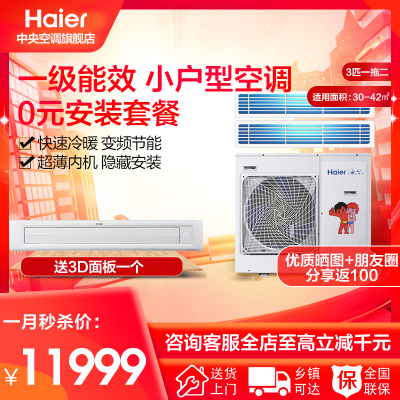 Haier
中央空调旗舰店
一级能效 小户型空调
0元安装套餐
快速冷暖 变频节能
超薄内机 隐藏安装
3匹一拖二
适用面积:30-42㎡
Haier
送3D面板一个
优质晒图+朋友圈
分享返100
一月秒杀价:
¥11999
咨询客服全店至高立减千元
送货上门
乡镇可达
保
全国联保